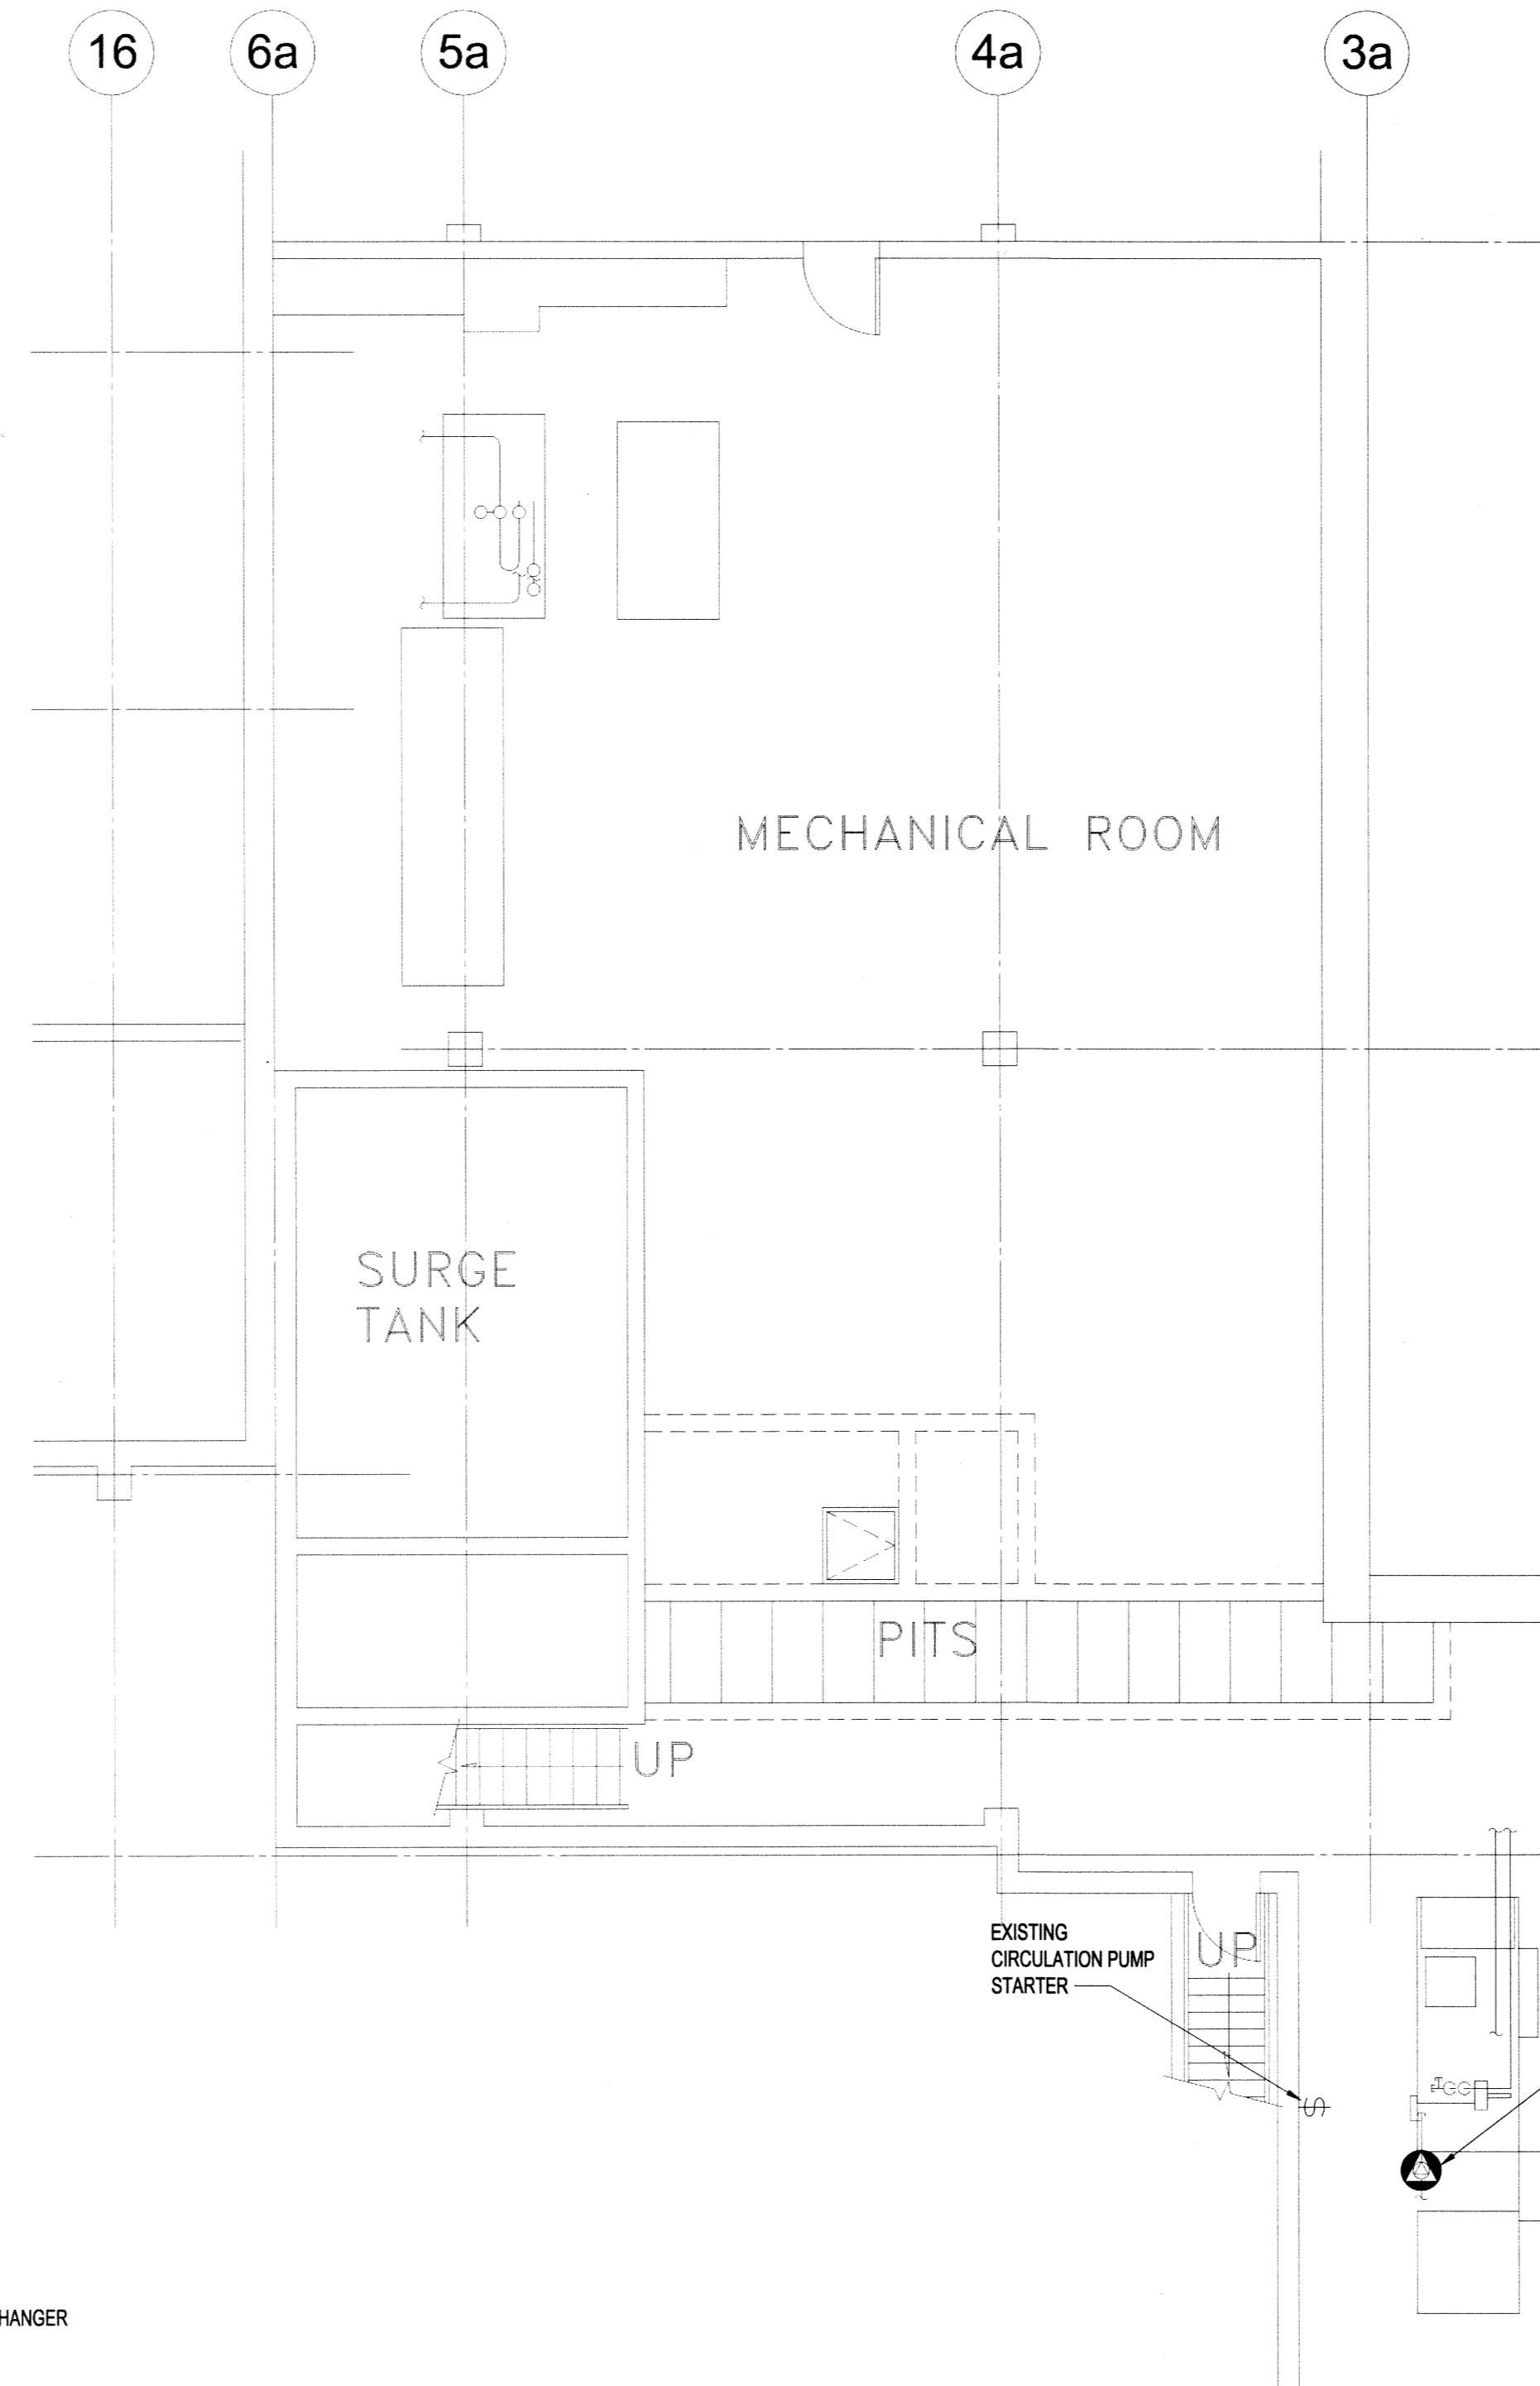 16
6a
5a
4a
3a
MECHANICAL ROOM
SURGE
TANK
PITS
UP
EXISTING
CIRCULATION PUMP
STARTER
UP
S
T
HANGER